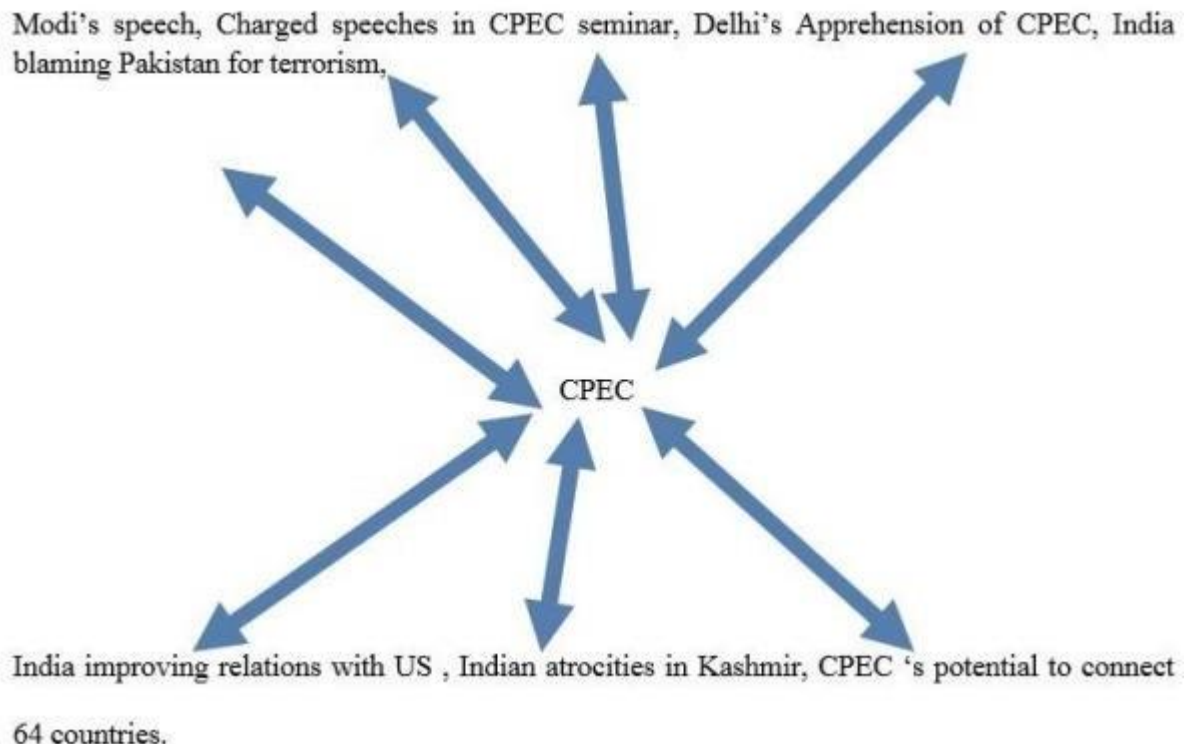 Modi’s speech, Charged speeches in CPEC seminar, Delhi’s Apprehension of CPEC, India
blaming Pakistan for terrorism,
CPEC
India improving relations with US , Indian atrocities in Kashmir, CPEC ‘s potential to connect
64 countries.